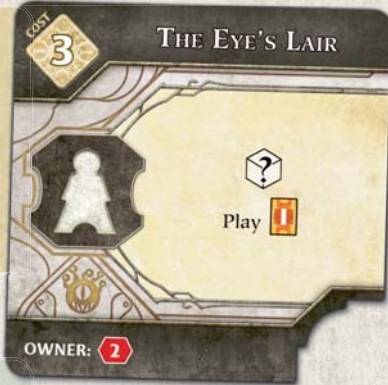 COST
3
THE EYE'S LAIR
?
Play 1
OWNER: 2